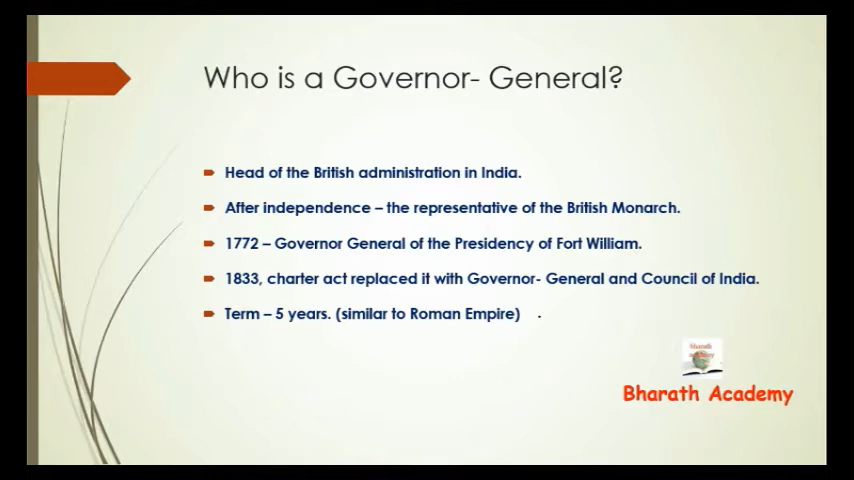 Who is a Governor- General?
Head of the British administration in India.
After independence – the representative of the British Monarch.
1772 – Governor General of the Presidency of Fort William.
1833, charter act replaced it with Governor- General and Council of India.
Term – 5 years. (similar to Roman Empire)
bharath
academy
Bharath Academy